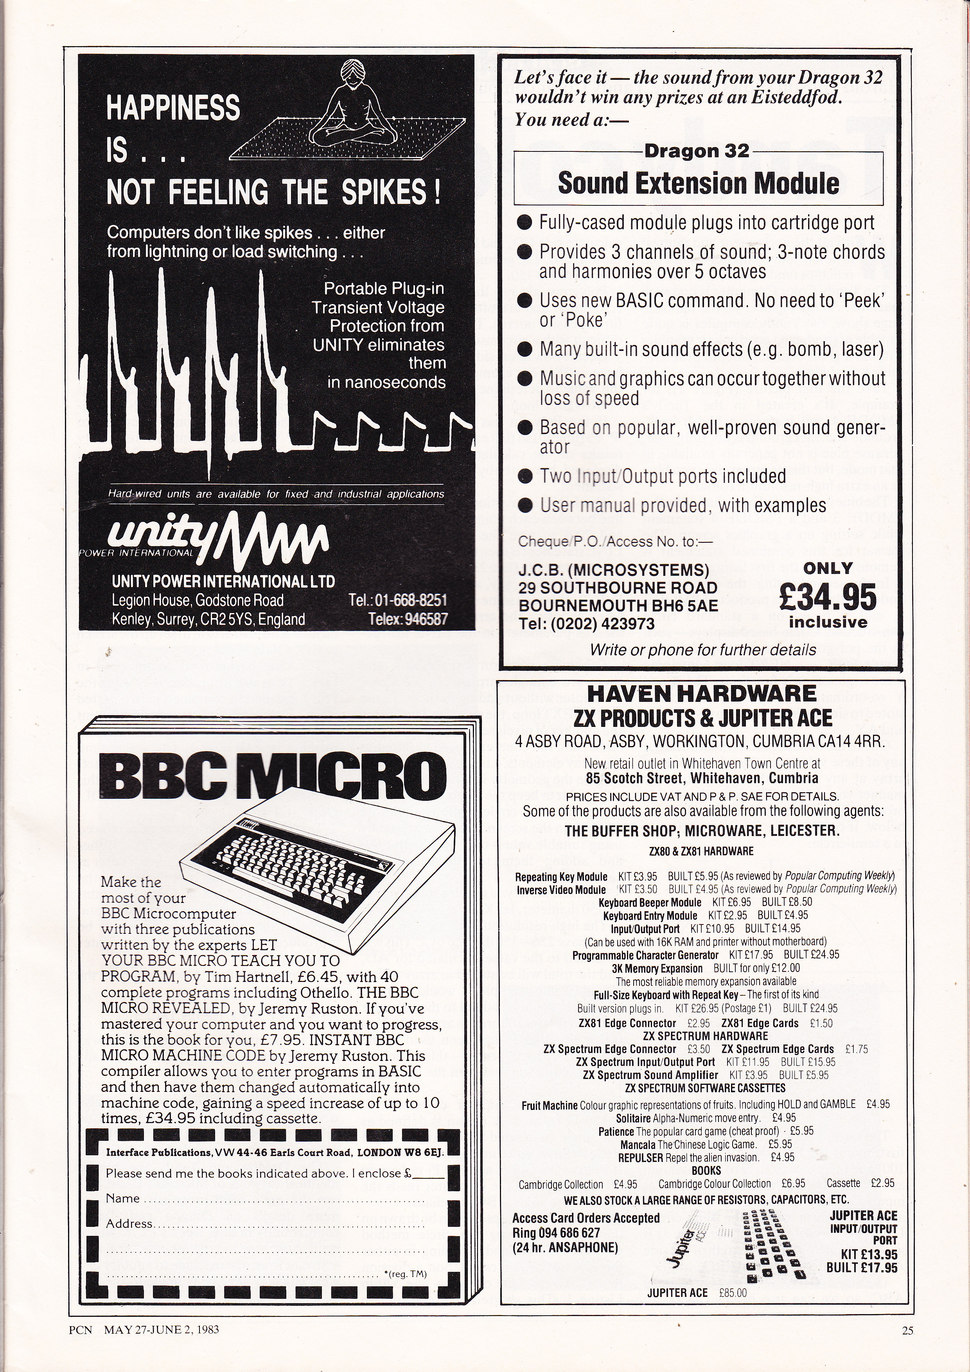 HAPPINESS
IS . . .
NOT FEELING THE SPIKES !
Computers don't like spikes . . . either
from lightning or load switching . . .
Portable Plug-in
Transient Voltage
Protection from
UNITY eliminates
them
in nanoseconds
Hard-wired units are available for fixed and industrial applications
unity
POWER INTERNATIONAL
UNITY POWER INTERNATIONAL LTD
Legion House, Godstone Road Tel.: 01-668-8251
Kenley, Surrey, CR2 5YS, England Telex: 946587
Let's face it — the sound from your Dragon 32
wouldn't win any prizes at an Eisteddfod.
You need a:—
Dragon 32
Sound Extension Module
● Fully-cased module plugs into cartridge port
● Provides 3 channels of sound; 3-note chords
and harmonies over 5 octaves
● Uses new BASIC command. No need to 'Peek'
or 'Poke'
● Many built-in sound effects (e.g. bomb, laser)
● Music and graphics can occur together without
loss of speed
● Based on popular, well-proven sound gener-
ator
● Two Input/Output ports included
● User manual provided, with examples
Cheque/P.O./Access No. to:—
J.C.B. (MICROSYSTEMS)
29 SOUTHBOURNE ROAD
BOURNEMOUTH BH6 5AE
Tel: (0202) 423973
ONLY
£34.95
inclusive
Write or phone for further details
BBC MICRO
Make the
most of your
BBC Microcomputer
with three publications
written by the experts LET
YOUR BBC MICRO TEACH YOU TO
PROGRAM, by Tim Hartnell, £6.45, with 40
complete programs including Othello. THE BBC
MICRO REVEALED, by Jeremy Ruston. If you've
mastered your computer and you want to progress,
this is the book for you, £7.95. INSTANT BBC
MICRO MACHINE CODE by Jeremy Ruston. This
compiler allows you to enter programs in BASIC
and then have them changed automatically into
machine code, gaining a speed increase of up to 10
times, £34.95 including cassette.
Interface Publications, VW 44-46 Earls Court Road, LONDON W8 6EJ.
Please send me the books indicated above. I enclose £_____
Name ........................................
Address........................................
........................................
........................................ *(reg. TM)
HAVEN HARDWARE
ZX PRODUCTS & JUPITER ACE
4 ASBY ROAD, ASBY, WORKINGTON, CUMBRIA CA14 4RR.
New retail outlet in Whitehaven Town Centre at
85 Scotch Street, Whitehaven, Cumbria
PRICES INCLUDE VAT AND P & P. SAE FOR DETAILS.
Some of the products are also available from the following agents:
THE BUFFER SHOP; MICROWARE, LEICESTER.
ZX80 & ZX81 HARDWARE
Repeating Key Module KIT £3.95 BUILT £5.95 (As reviewed by Popular Computing Weekly)
Inverse Video Module KIT £3.50 BUILT £4.95 (As reviewed by Popular Computing Weekly)
Keyboard Beeper Module KIT £6.95 BUILT £8.50
Keyboard Entry Module KIT £2.95 BUILT £4.95
Input/Output Port KIT £10.95 BUILT £14.95
(Can be used with 16K RAM and printer without motherboard)
Programmable Character Generator KIT £17.95 BUILT £24.95
3K Memory Expansion BUILT for only £12.00
The most reliable memory expansion available
Full-Size Keyboard with Repeat Key – The first of its kind
Built version plugs in. KIT £26.95 (Postage £1) BUILT £24.95
ZX81 Edge Connector £2.95 ZX81 Edge Cards £1.50
ZX SPECTRUM HARDWARE
ZX Spectrum Edge Connector £3.50 ZX Spectrum Edge Cards £1.75
ZX Spectrum Input/Output Port KIT £11.95 BUILT £15.95
ZX Spectrum Sound Amplifier KIT £3.95 BUILT £5.95
ZX SPECTRUM SOFTWARE CASSETTES
Fruit Machine Colour graphic representations of fruits. Including HOLD and GAMBLE £4.95
Solitaire Alpha-Numeric move entry. £4.95
Patience The popular card game (cheat proof) £5.95
Mancala The Chinese Logic Game. £5.95
REPULSER Repel the alien invasion. £4.95
BOOKS
Cambridge Collection £4.95 Cambridge Colour Collection £6.95 Cassette £2.95
WE ALSO STOCK A LARGE RANGE OF RESISTORS, CAPACITORS, ETC.
Access Card Orders Accepted
Ring 094 686 627
(24 hr. ANSAPHONE)
Jupiter
ACE
JUPITER ACE £85.00
JUPITER ACE
INPUT/OUTPUT
PORT
KIT £13.95
BUILT £17.95
PCN MAY 27-JUNE 2, 1983
25